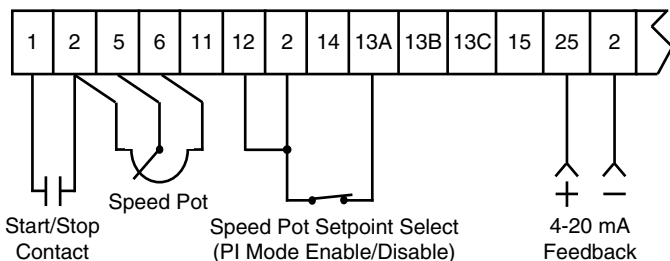 1 2 5 6 11 12 2 14 13A 13B 13C 15 25 2
Speed Pot
Start/Stop
Contact
Speed Pot Setpoint Select
(PI Mode Enable/Disable)
+ −
4-20 mA
Feedback